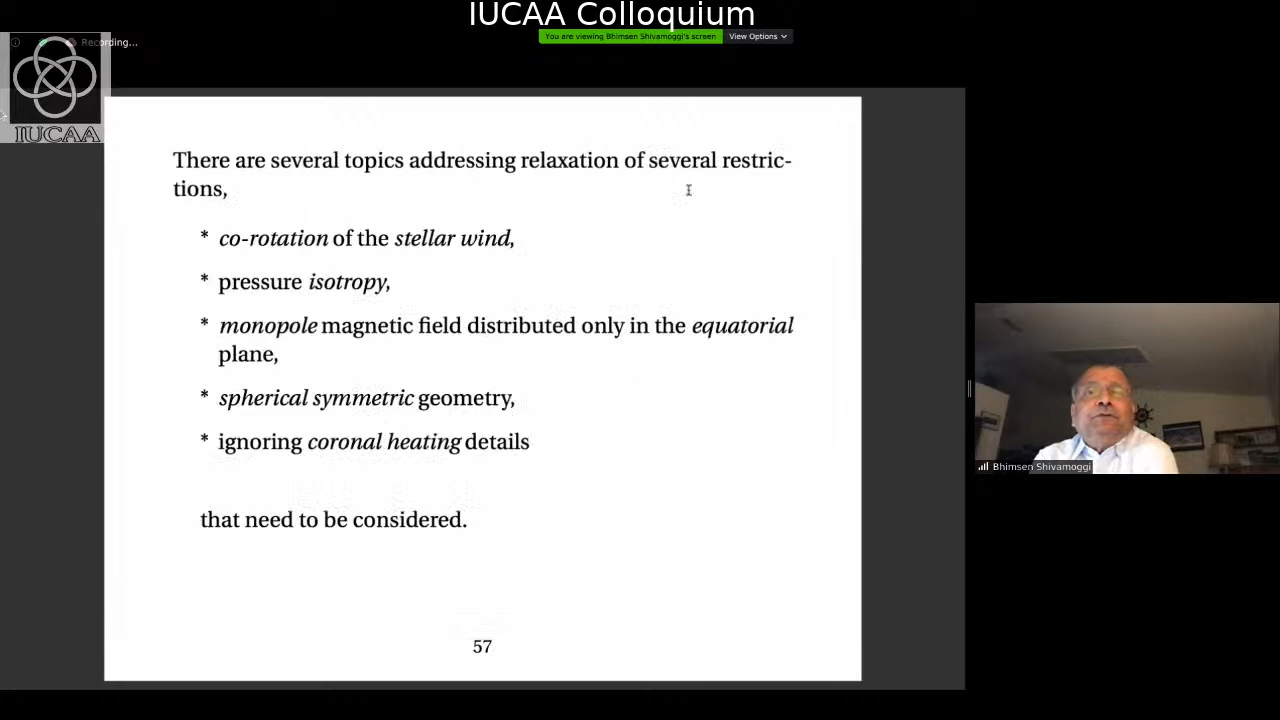 IUCAA Colloquium
You are viewing Bhimsen Shivamoggi's screen
View Options
Recording...
IUCAA
There are several topics addressing relaxation of several restric-
tions,
* co-rotation of the stellar wind,
* pressure isotropy,
* monopole magnetic field distributed only in the equatorial
plane,
* spherical symmetric geometry,
* ignoring coronal heating details
that need to be considered.
57
Bhimsen Shivamoggi